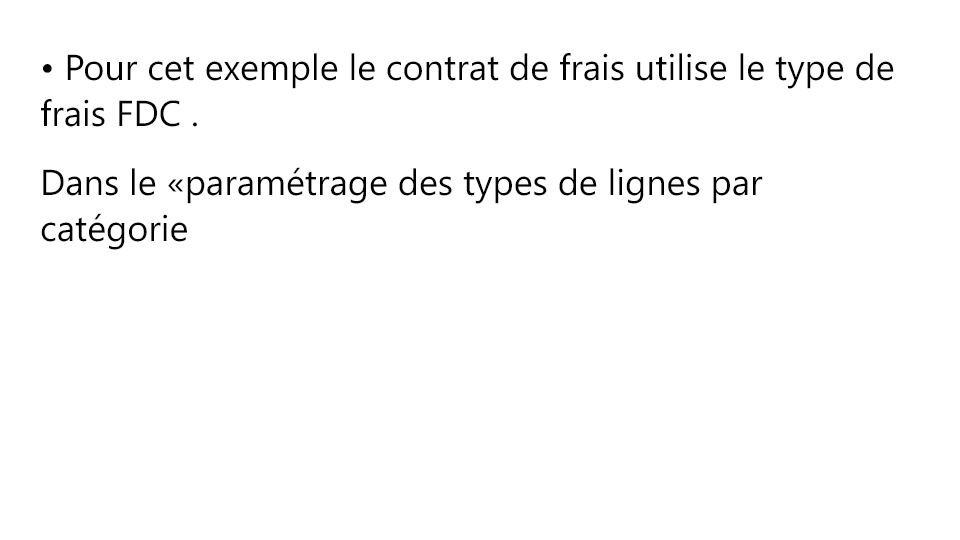 • Pour cet exemple le contrat de frais utilise le type de
frais FDC .
Dans le «paramétrage des types de lignes par
catégorie